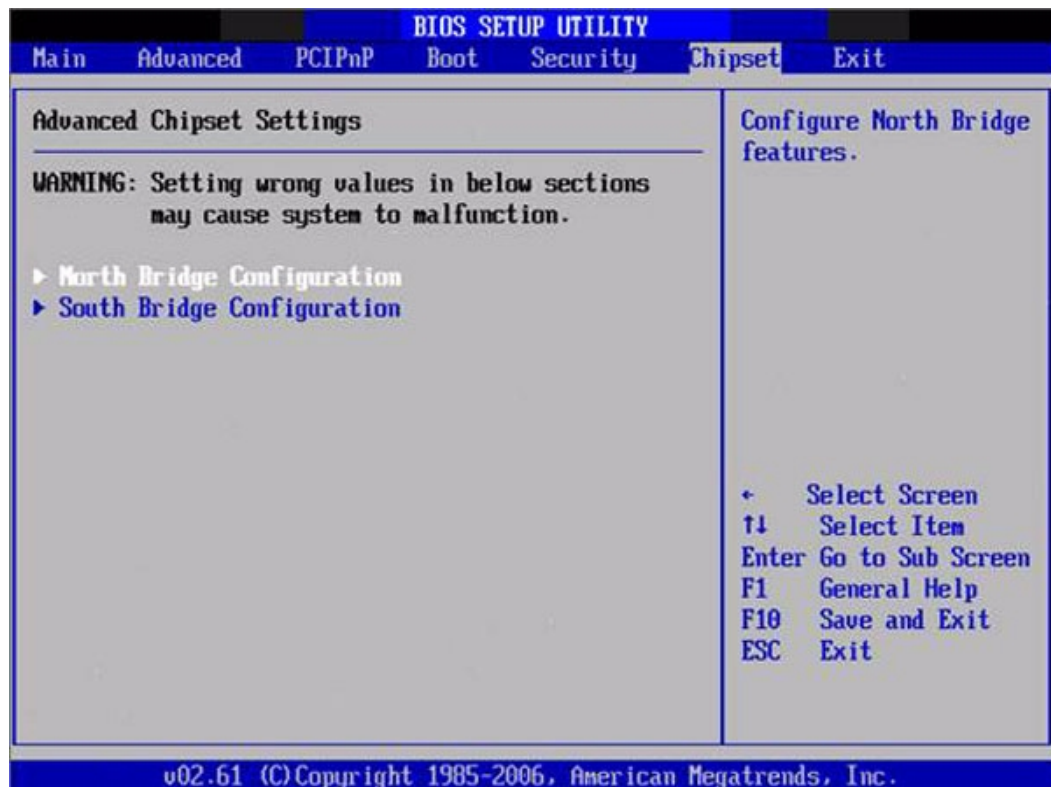 BIOS SETUP UTILITY
Main Advanced PCIPnP Boot Security Chipset Exit
Advanced Chipset Settings
WARNING: Setting wrong values in below sections
may cause system to malfunction.
▶ North Bridge Configuration
▶ South Bridge Configuration
Configure North Bridge
features.
← Select Screen
↑↓ Select Item
Enter Go to Sub Screen
F1 General Help
F10 Save and Exit
ESC Exit
v02.61 (C)Copyright 1985-2006, American Megatrends, Inc.